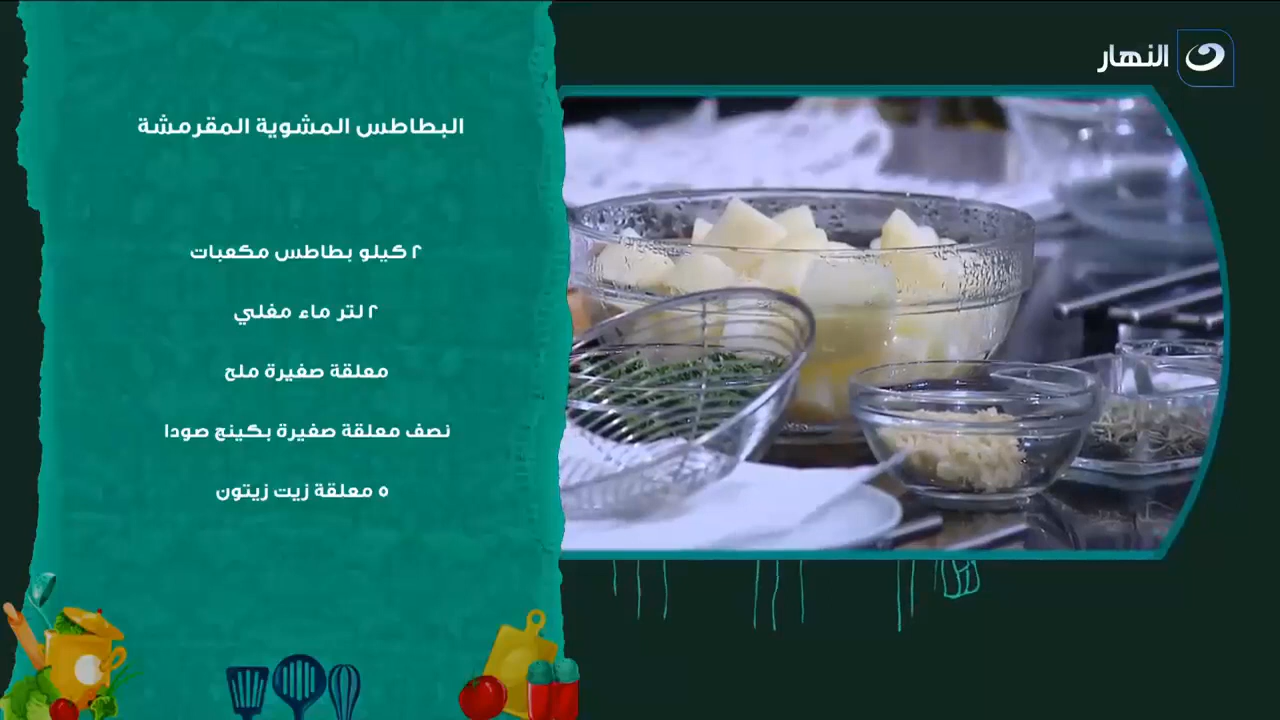 النهار
البطاطس المشوية المقرمشة
٢ كيلو بطاطس مكعبات
٢ لتر ماء مغلي
معلقة صغيرة ملح
نصف معلقة صغيرة بكينج صودا
٥ معلقة زيت زيتون